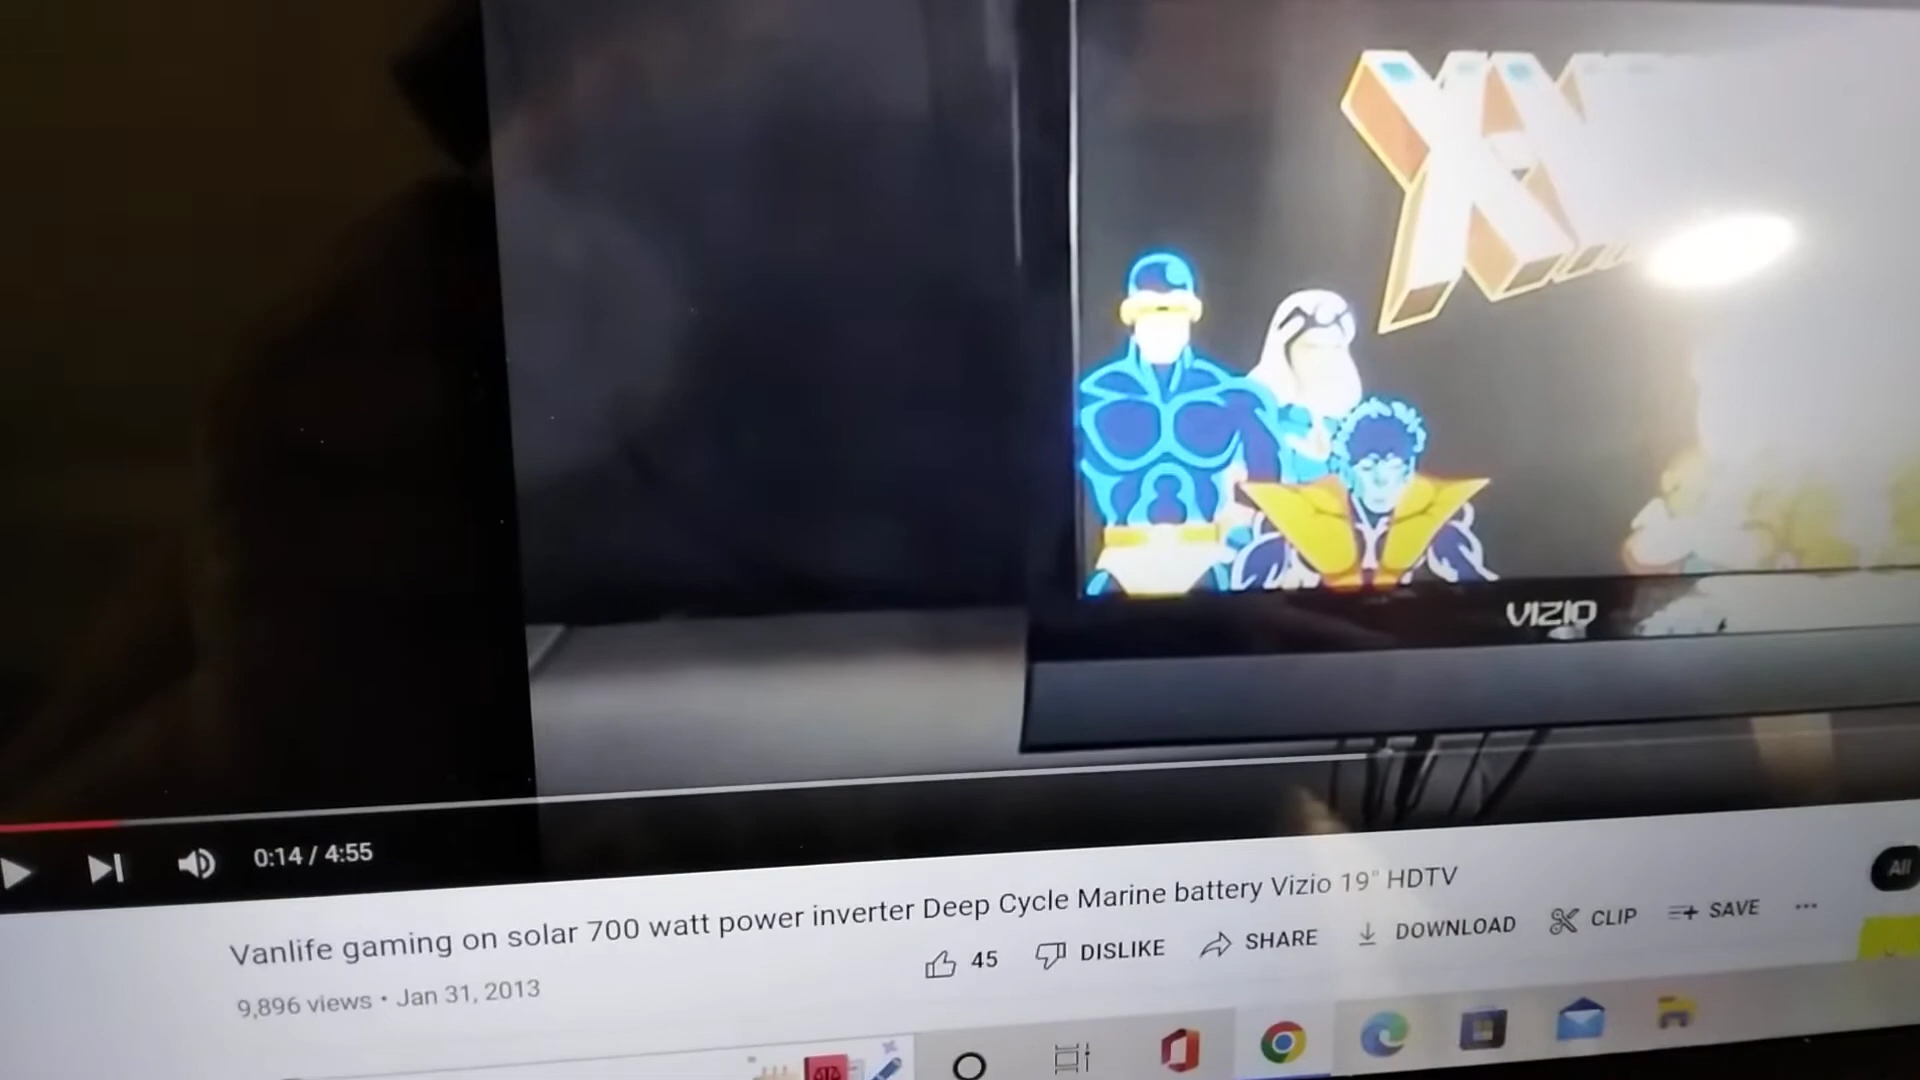 VIZIO
0:14 / 4:55
Vanlife gaming on solar 700 watt power inverter Deep Cycle Marine battery Vizio 19" HDTV
9,896 views • Jan 31, 2013
45 DISLIKE SHARE DOWNLOAD CLIP SAVE ...
All